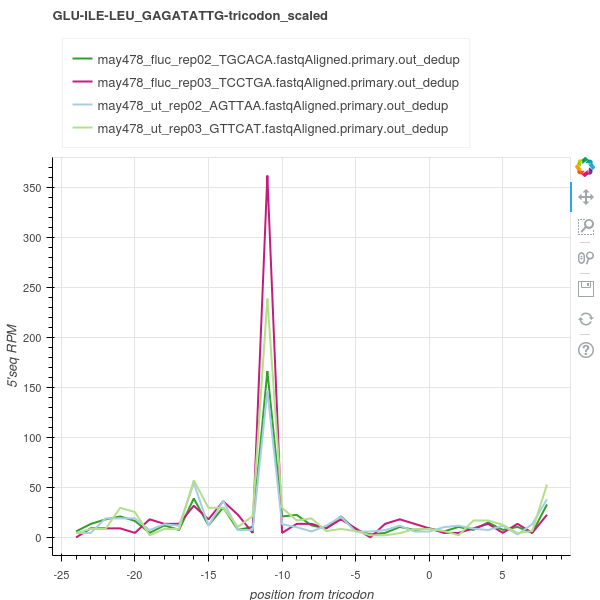 GLU-ILE-LEU_GAGATATTG-tricodon_scaled
may478_fluc_rep02_TGCACA.fastqAligned.primary.out_dedup
may478_fluc_rep03_TCCTGA.fastqAligned.primary.out_dedup
may478_ut_rep02_AGTTAA.fastqAligned.primary.out_dedup
may478_ut_rep03_GTTCAT.fastqAligned.primary.out_dedup
350
300
250
200
150
100
50
0
5'seq RPM
-25 -20 -15 -10 -5 0 5
position from tricodon